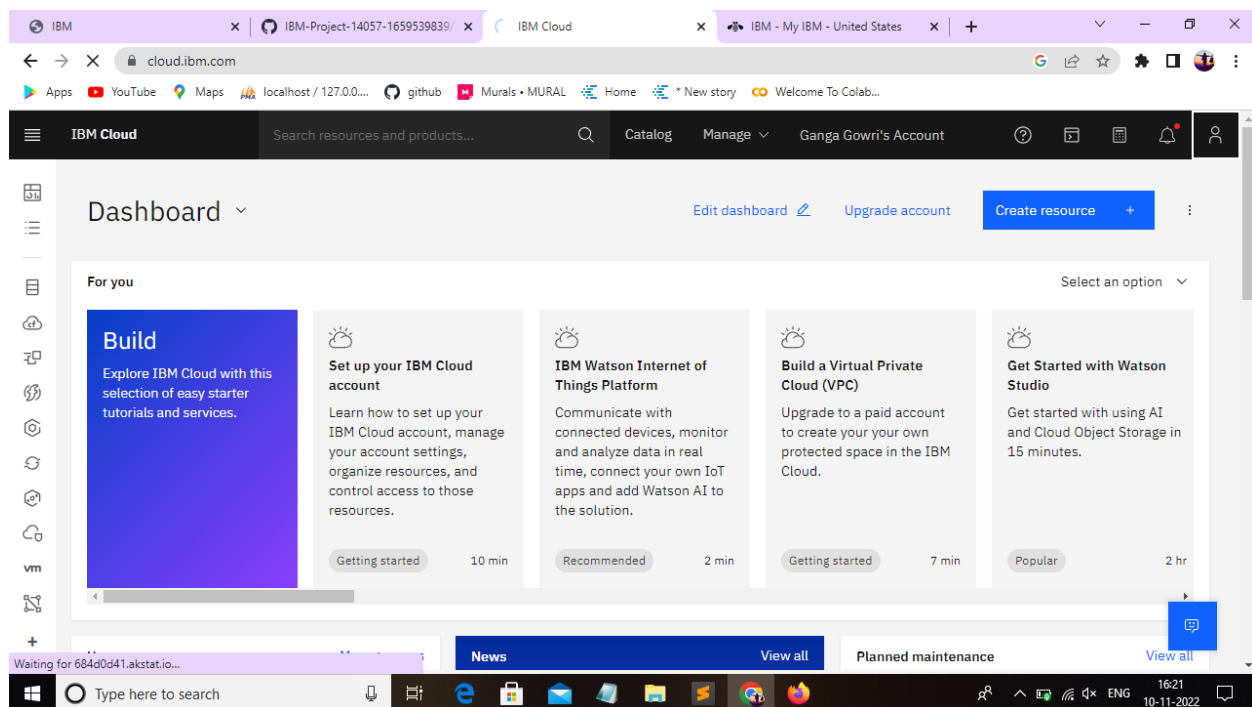 IBM
IBM-Project-14057-1659539839/
IBM Cloud
IBM - My IBM - United States
cloud.ibm.com
Apps
YouTube
Maps
localhost / 127.0.0....
github
Murals • MURAL
Home
* New story
Welcome To Colab...
IBM Cloud
Search resources and products...
Catalog
Manage
Ganga Gowri's Account
Dashboard
Edit dashboard
Upgrade account
Create resource +
For you
Select an option
Build
Explore IBM Cloud with this
selection of easy starter
tutorials and services.
Set up your IBM Cloud
account
Learn how to set up your
IBM Cloud account, manage
your account settings,
organize resources, and
control access to those
resources.
Getting started
10 min
IBM Watson Internet of
Things Platform
Communicate with
connected devices, monitor
and analyze data in real
time, connect your own IoT
apps and add Watson AI to
the solution.
Recommended
2 min
Build a Virtual Private
Cloud (VPC)
Upgrade to a paid account
to create your your own
protected space in the IBM
Cloud.
Getting started
7 min
Get Started with Watson
Studio
Get started with using AI
and Cloud Object Storage in
15 minutes.
Popular
2 hr
vm
News
View all
Planned maintenance
View all
Waiting for 684d0d41.akstat.io...
Type here to search
ENG
16:21
10-11-2022